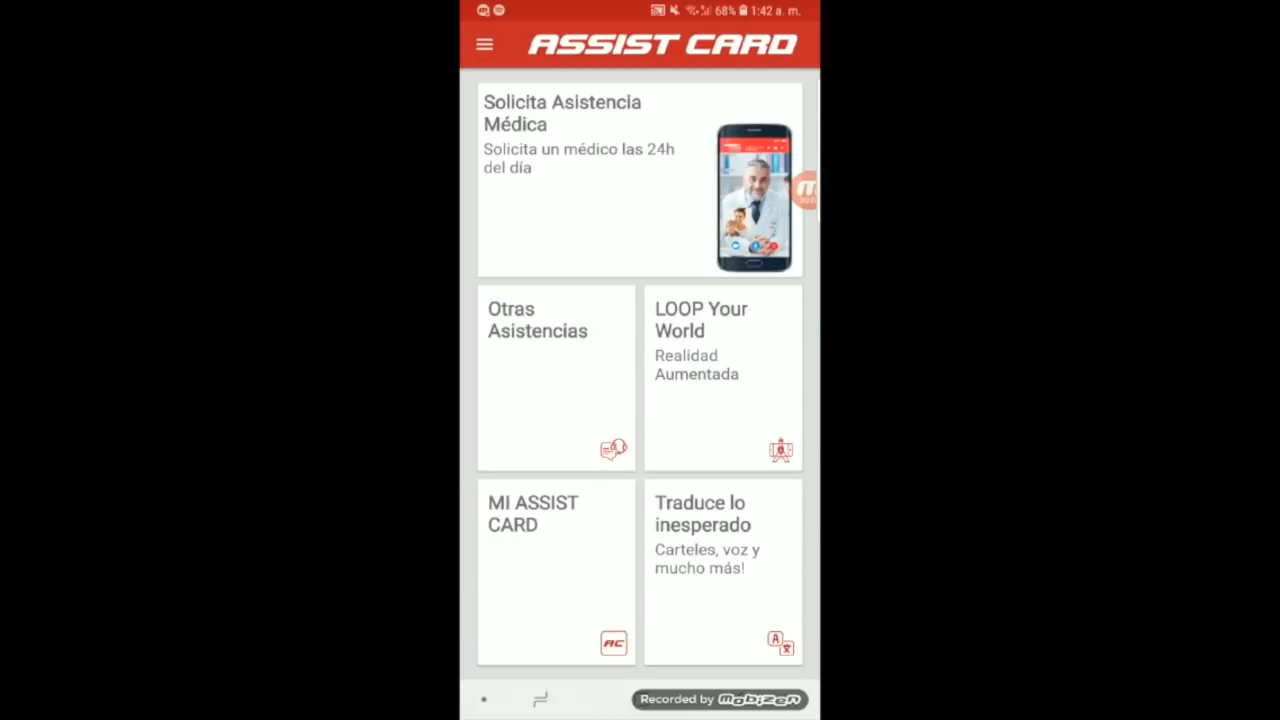 68% 1:42 a. m.
ASSIST CARD
Solicita Asistencia
Médica
Solicita un médico las 24h
del día
Otras
Asistencias
LOOP Your
World
Realidad
Aumentada
MI ASSIST
CARD
AC
Traduce lo
inesperado
Carteles, voz y
mucho más!
A
Recorded by Mobizen